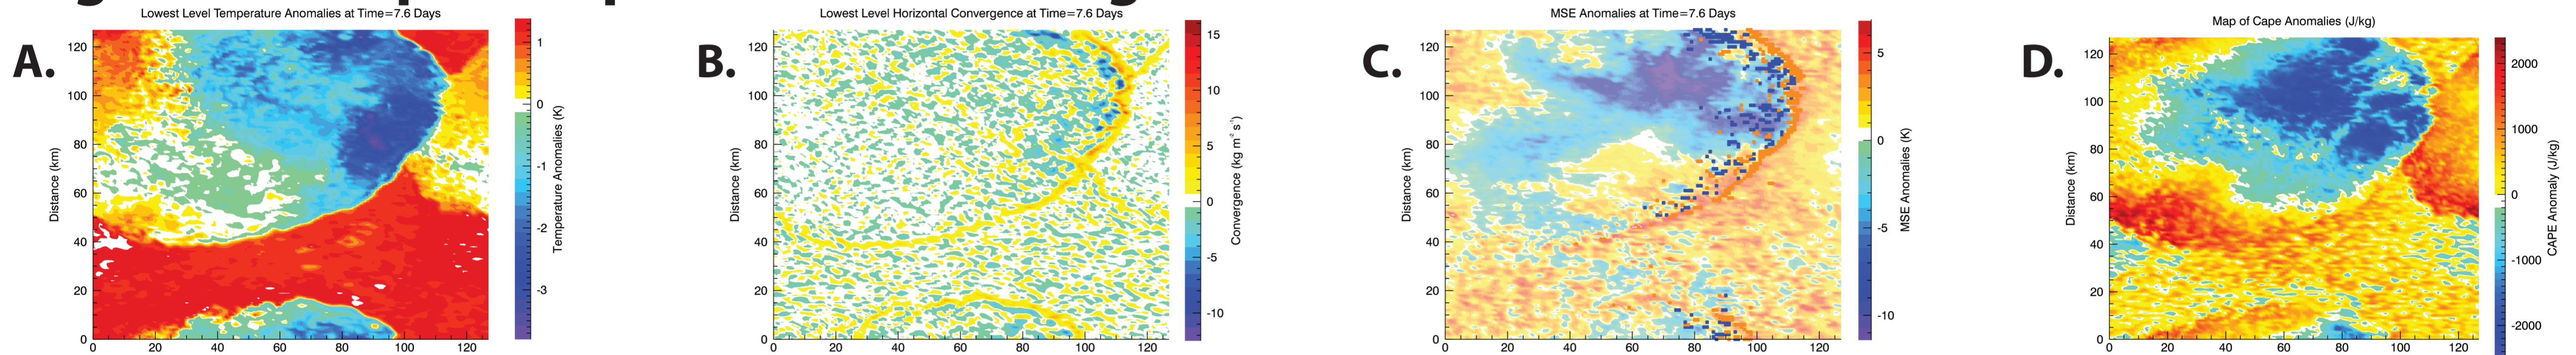 Lowest Level Temperature Anomalies at Time=7.6 Days
A.
Distance (km)
120
100
80
60
40
20
0
0 20 40 60 80 100 120
1
0
-1
-2
-3
Temperature Anomalies (K)
Lowest Level Horizontal Convergence at Time=7.6 Days
B.
Distance (km)
120
100
80
60
40
20
0
0 20 40 60 80 100 120
15
10
5
0
-5
-10
Convergence (kg m⁻² s⁻¹)
MSE Anomalies at Time=7.6 Days
C.
Distance (km)
120
100
80
60
40
20
0
0 20 40 60 80 100 120
5
0
-5
-10
MSE Anomalies (K)
Map of Cape Anomalies (J/kg)
D.
Distance (km)
120
100
80
60
40
20
0
0 20 40 60 80 100 120
2000
1000
0
-1000
-2000
CAPE Anomaly (J/kg)